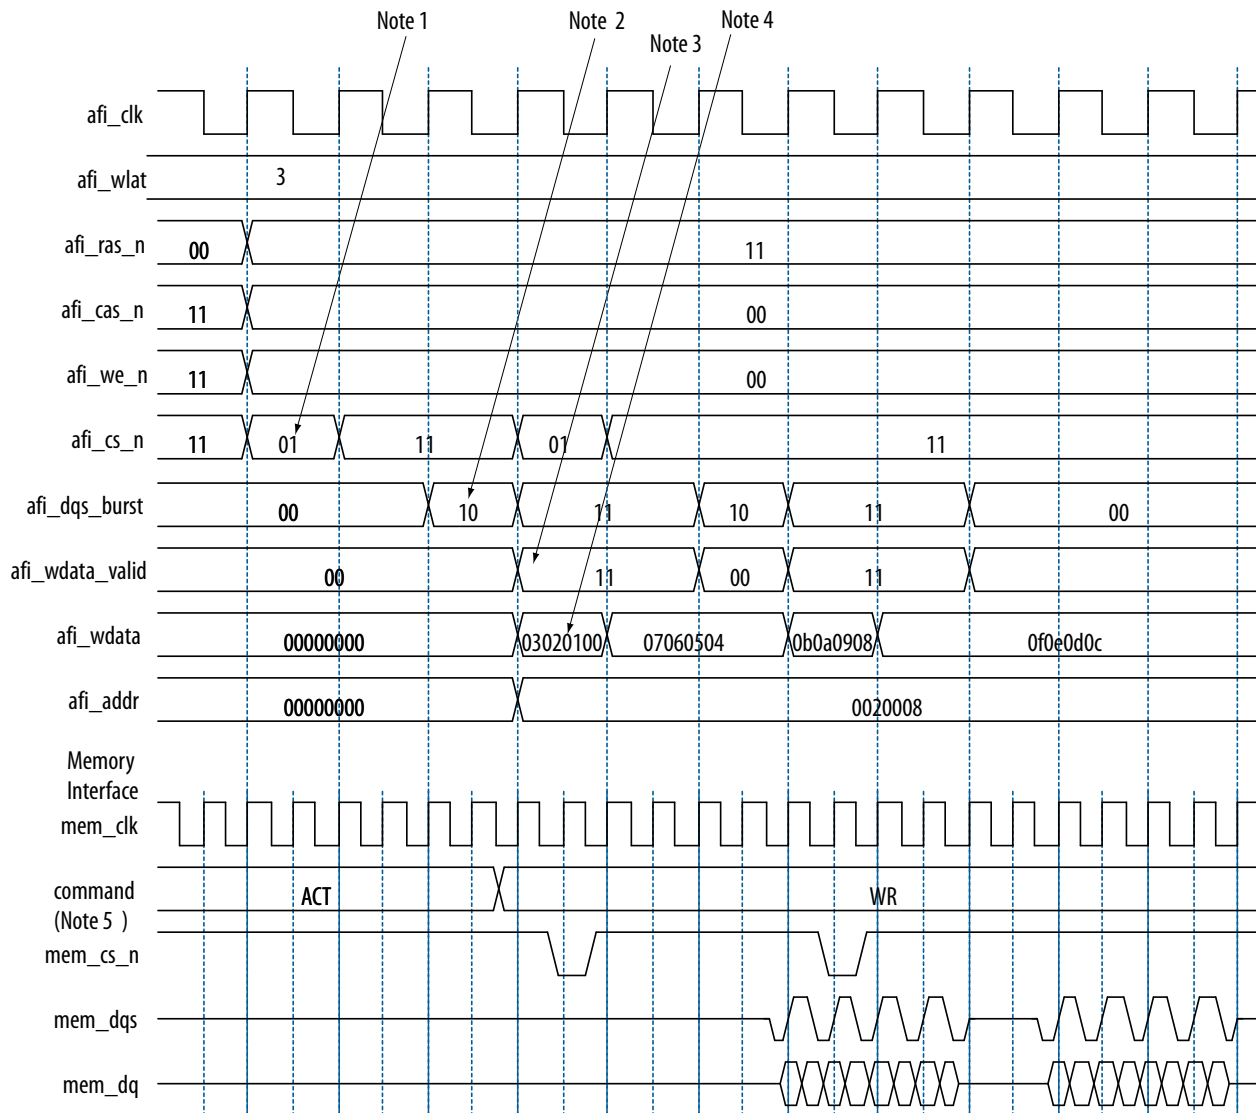 Note 1
Note 2
Note 3
Note 4
afi_clk
afi_wlat
3
afi_ras_n
00
11
afi_cas_n
11
00
afi_we_n
11
00
afi_cs_n
11
01
11
01
11
afi_dqs_burst
00
10
11
10
11
00
afi_wdata_valid
00
11
00
11
afi_wdata
00000000
03020100
07060504
0b0a0908
0f0e0d0c
afi_addr
00000000
0020008
Memory
Interface
mem_clk
command
(Note 5 )
ACT
WR
mem_cs_n
mem_dqs
mem_dq